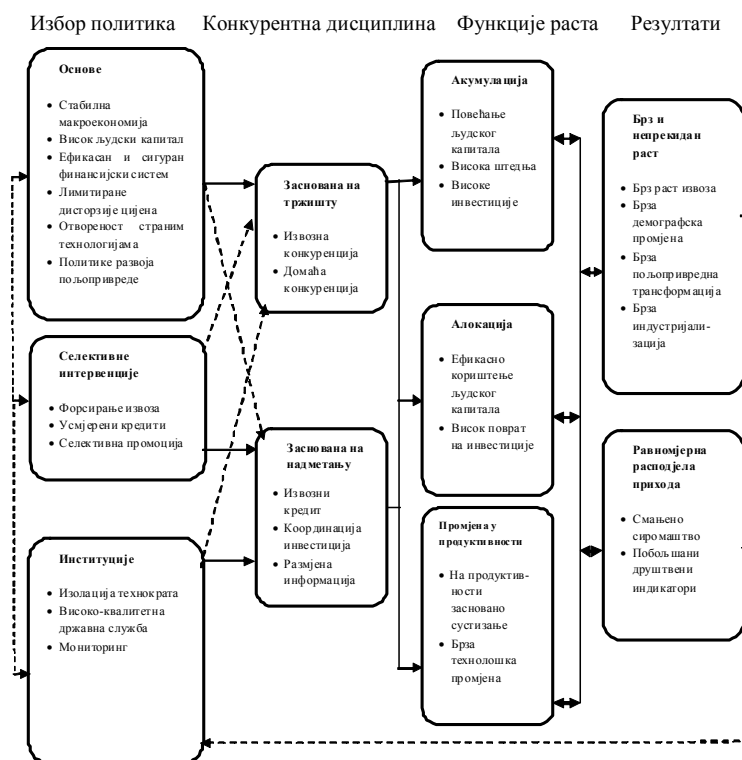 Избор политика
Конкурентна дисциплина
Функције раста
Резултати
Основе
• Стабилна
макроекономија
• Висок људски капитал
• Ефикасан и сигуран
финансијски систем
• Лимитиране
дисторзије цијена
• Отвореност страним
технологијама
• Политике развоја
пољопривреде
Селективне
интервенције
• Форсирање извоза
• Усмјерени кредити
• Селективна промоција
Институције
• Изолација технократа
• Високо-квалитетна
државна служба
• Мониторинг
Заснована на
тржишту
• Извозна
конкуренција
• Домаћа
конкуренција
Заснована на
надметању
• Извозни
кредит
• Координација
инвестиција
• Размјена
информација
Акумулација
• Повећање
људског
капитала
• Висока штедња
• Високе
инвестиције
Алокација
• Ефикасно
кориштење
људског
капитала
• Висок поврат
на инвестиције
Промјена у
продуктивности
• На продуктив-
ности
засновано
сустизање
• Брза
технолошка
промјена
Брз и
непрекидан
раст
• Брз раст извоза
• Брза
демографска
промјена
• Брза
пољопривредна
трансформација
• Брза
индустријали-
зација
Равномјерна
расподјела
прихода
• Смањено
сиромаштво
• Побољшани
друштвени
индикатори